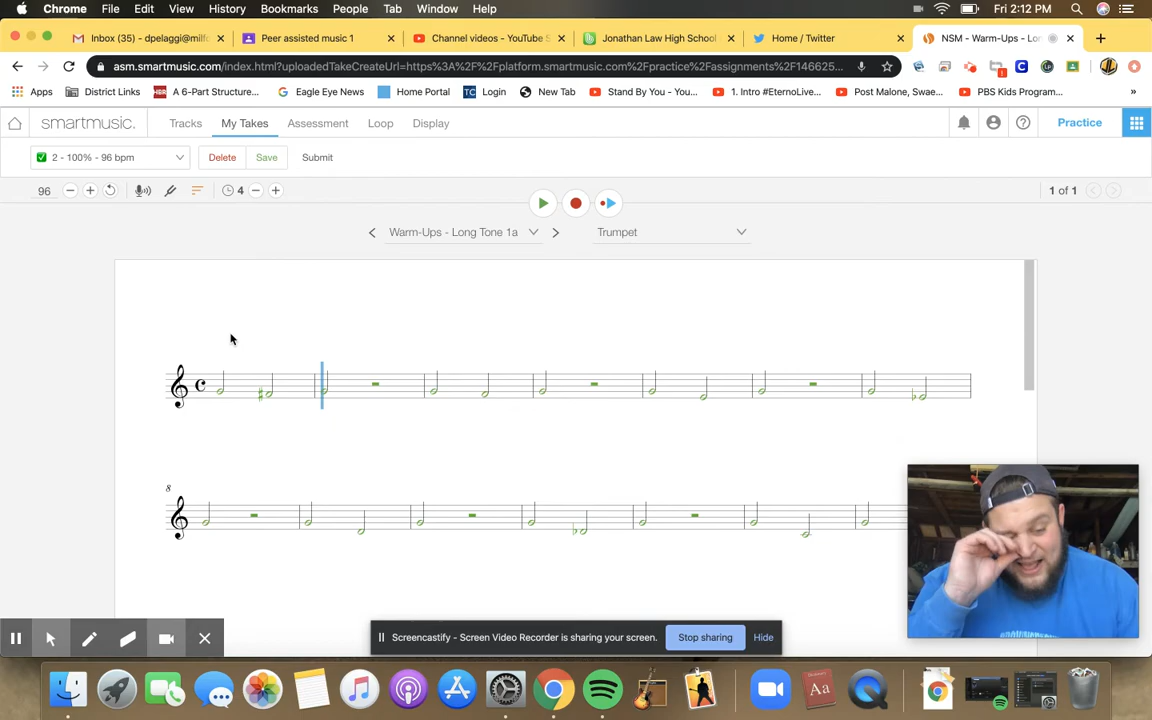 Chrome File Edit View History Bookmarks People Tab Window Help Fri 2:12 PM
Inbox (35) - dpelaggi@milf Peer assisted music 1 Channel videos - YouTube S Jonathan Law High School Home / Twitter NSM - Warm-Ups - Lon
asm.smartmusic.com/index.html?uploadedTakeCreateUrl=https%3A%2F%2Fplatform.smartmusic.com%2Fpractice%2Fassignments%2F146625...
Apps District Links A 6-Part Structure... Eagle Eye News Home Portal Login New Tab Stand By You - You... 1. Intro #EternoLive... Post Malone, Swae... PBS Kids Program... »
smartmusic. Tracks My Takes Assessment Loop Display Practice
2 - 100% - 96 bpm Delete Save Submit
96 4 1 of 1
Warm-Ups - Long Tone 1a Trumpet
8
Screencastify - Screen Video Recorder is sharing your screen. Stop sharing Hide
Aa